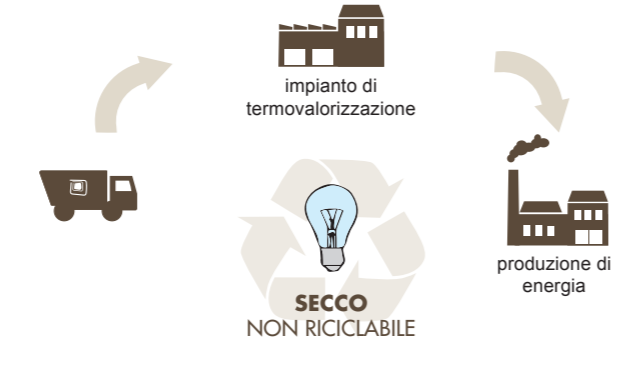 impianto di
termovalorizzazione
produzione di
energia
SECCO
NON RICICLABILE